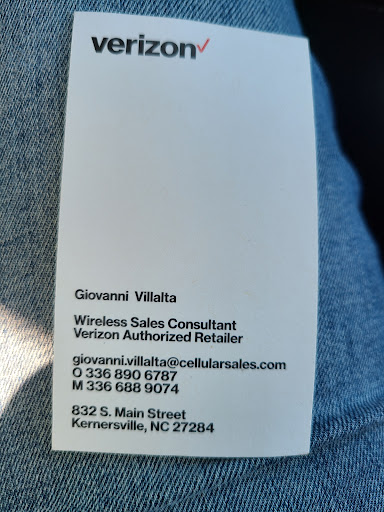 verizon✓
Giovanni Villalta
Wireless Sales Consultant
Verizon Authorized Retailer
giovanni.villalta@cellularsales.com
O 336 890 6787
M 336 688 9074
832 S. Main Street
Kernersville, NC 27284